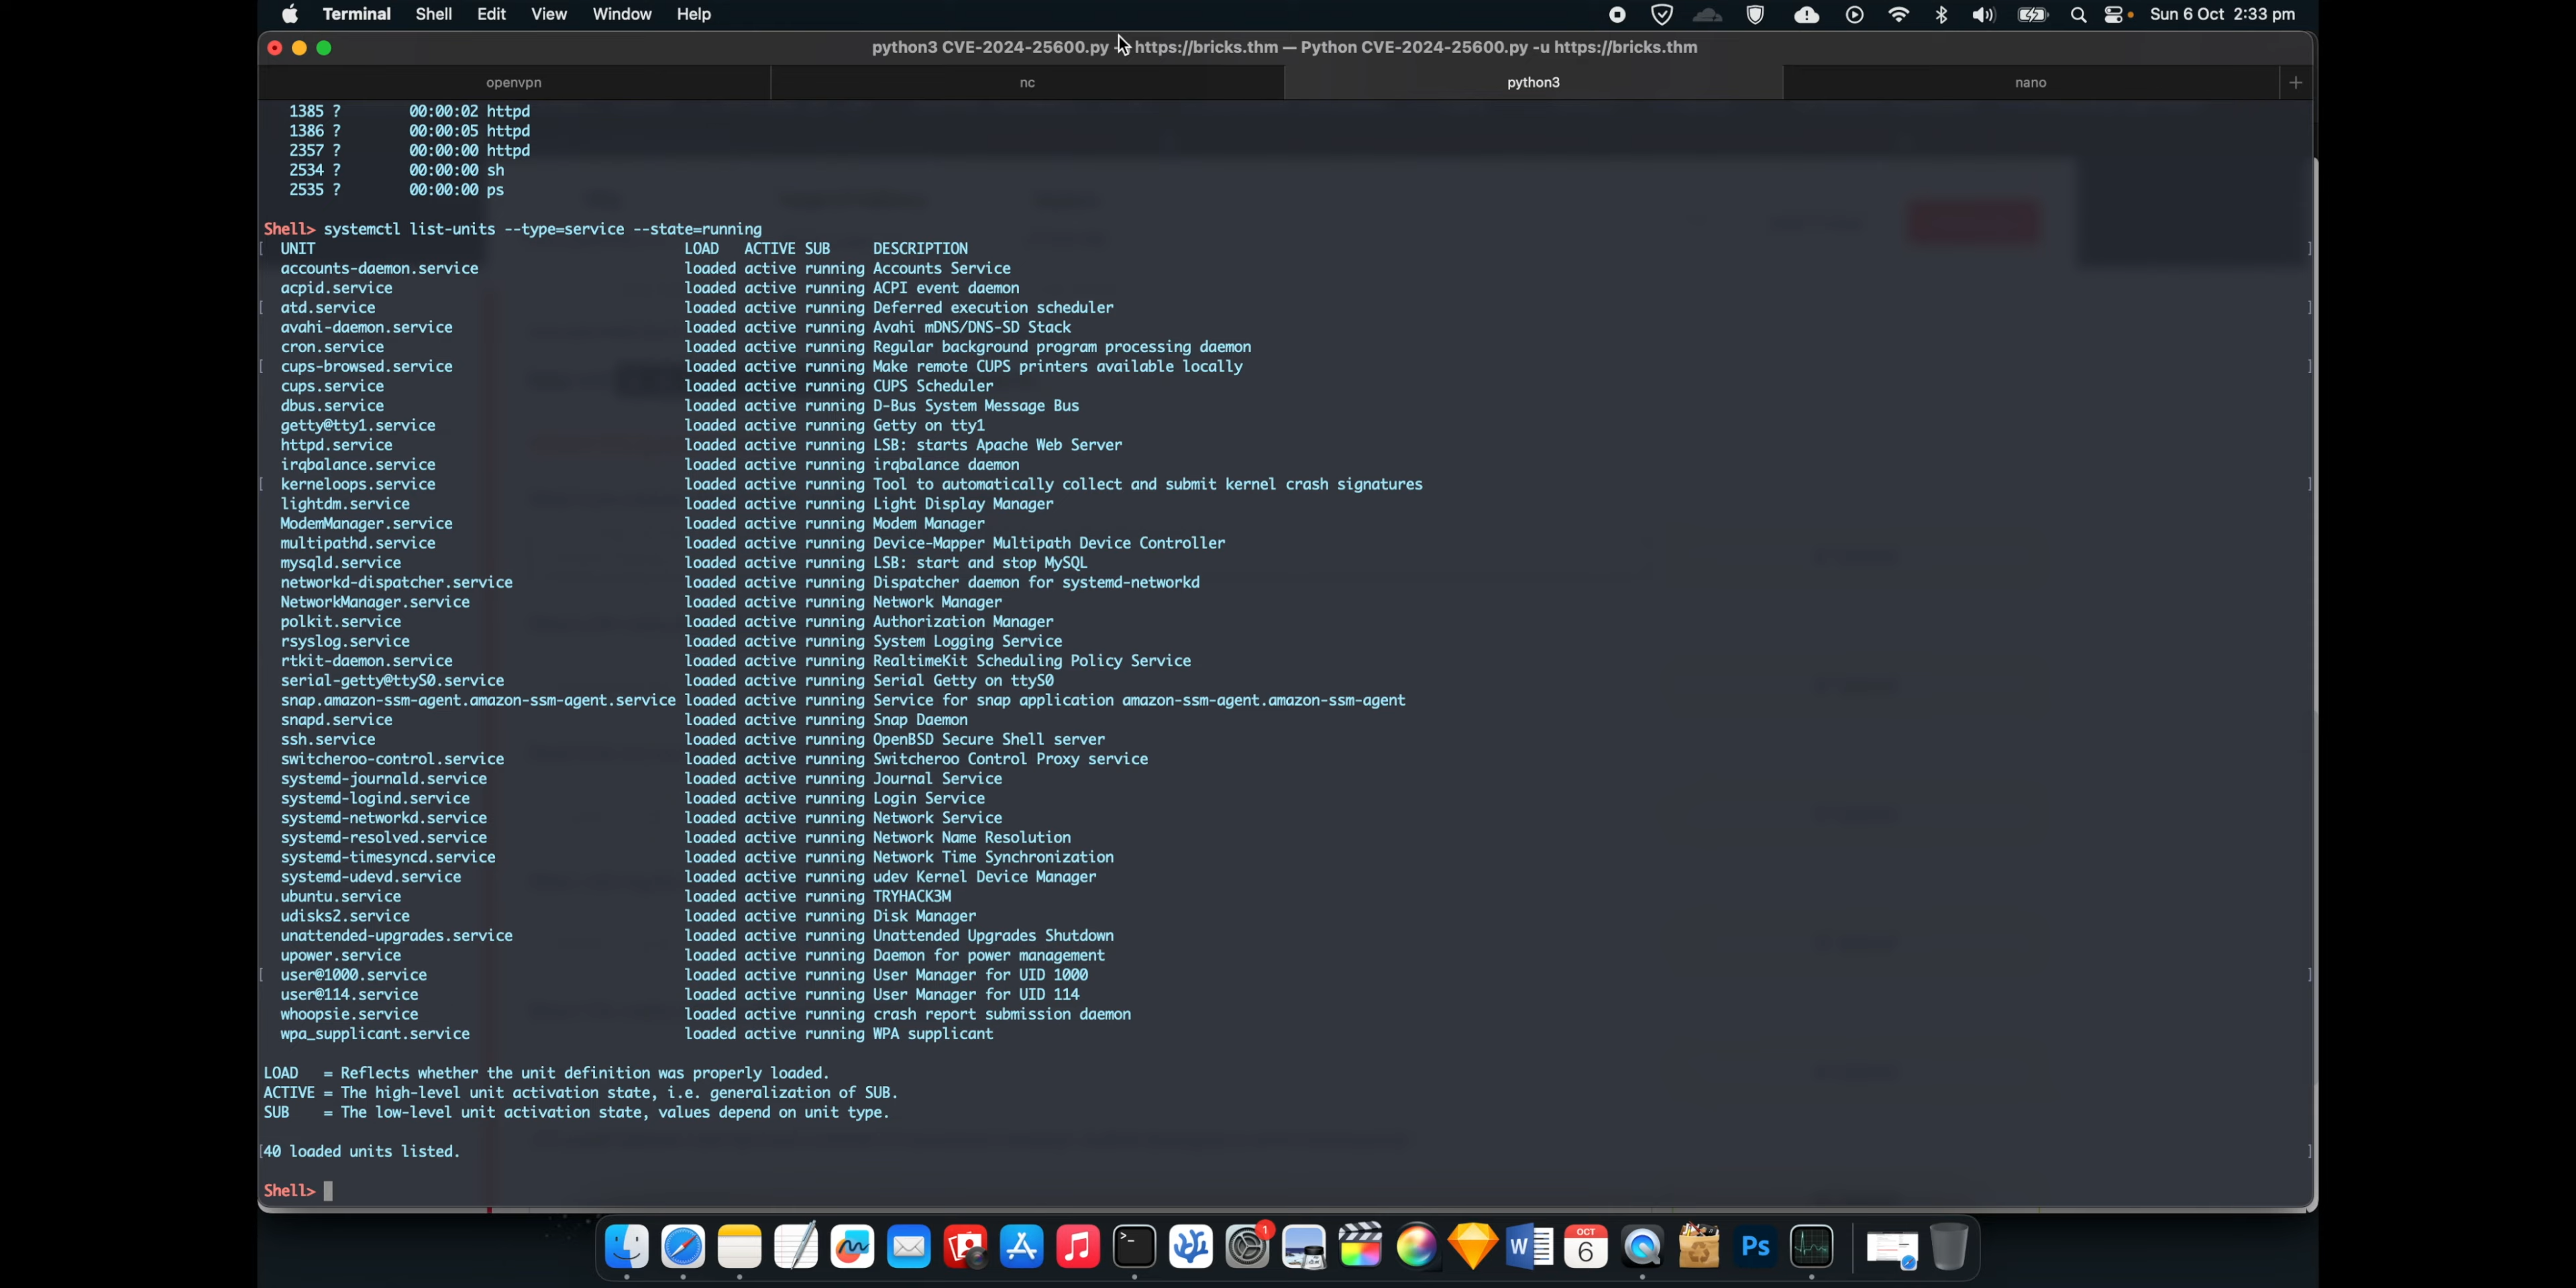 Terminal Shell Edit View Window Help
Sun 6 Oct 2:33 pm
python3 CVE-2024-25600.py - https://bricks.thm — Python CVE-2024-25600.py -u https://bricks.thm
openvpn nc python3 nano +
1385 ? 00:00:02 httpd
1386 ? 00:00:05 httpd
2357 ? 00:00:00 httpd
2534 ? 00:00:00 sh
2535 ? 00:00:00 ps
Shell> systemctl list-units --type=service --state=running
[ UNIT LOAD ACTIVE SUB DESCRIPTION ]
accounts-daemon.service loaded active running Accounts Service
acpid.service loaded active running ACPI event daemon
[ atd.service loaded active running Deferred execution scheduler ]
avahi-daemon.service loaded active running Avahi mDNS/DNS-SD Stack
cron.service loaded active running Regular background program processing daemon
[ cups-browsed.service loaded active running Make remote CUPS printers available locally ]
cups.service loaded active running CUPS Scheduler
dbus.service loaded active running D-Bus System Message Bus
getty@tty1.service loaded active running Getty on tty1
httpd.service loaded active running LSB: starts Apache Web Server
irqbalance.service loaded active running irqbalance daemon
[ kerneloops.service loaded active running Tool to automatically collect and submit kernel crash signatures ]
lightdm.service loaded active running Light Display Manager
ModemManager.service loaded active running Modem Manager
multipathd.service loaded active running Device-Mapper Multipath Device Controller
mysqld.service loaded active running LSB: start and stop MySQL
networkd-dispatcher.service loaded active running Dispatcher daemon for systemd-networkd
NetworkManager.service loaded active running Network Manager
polkit.service loaded active running Authorization Manager
rsyslog.service loaded active running System Logging Service
rtkit-daemon.service loaded active running RealtimeKit Scheduling Policy Service
serial-getty@ttyS0.service loaded active running Serial Getty on ttyS0
snap.amazon-ssm-agent.amazon-ssm-agent.service loaded active running Service for snap application amazon-ssm-agent.amazon-ssm-agent
snapd.service loaded active running Snap Daemon
ssh.service loaded active running OpenBSD Secure Shell server
switcheroo-control.service loaded active running Switcheroo Control Proxy service
systemd-journald.service loaded active running Journal Service
systemd-logind.service loaded active running Login Service
systemd-networkd.service loaded active running Network Service
systemd-resolved.service loaded active running Network Name Resolution
systemd-timesyncd.service loaded active running Network Time Synchronization
systemd-udevd.service loaded active running udev Kernel Device Manager
ubuntu.service loaded active running TRYHACK3M
udisks2.service loaded active running Disk Manager
unattended-upgrades.service loaded active running Unattended Upgrades Shutdown
upower.service loaded active running Daemon for power management
[ user@1000.service loaded active running User Manager for UID 1000 ]
user@114.service loaded active running User Manager for UID 114
whoopsie.service loaded active running crash report submission daemon
wpa_supplicant.service loaded active running WPA supplicant
LOAD = Reflects whether the unit definition was properly loaded.
ACTIVE = The high-level unit activation state, i.e. generalization of SUB.
SUB = The low-level unit activation state, values depend on unit type.
[40 loaded units listed. ]
Shell>
1
OCT
6
W
Ps